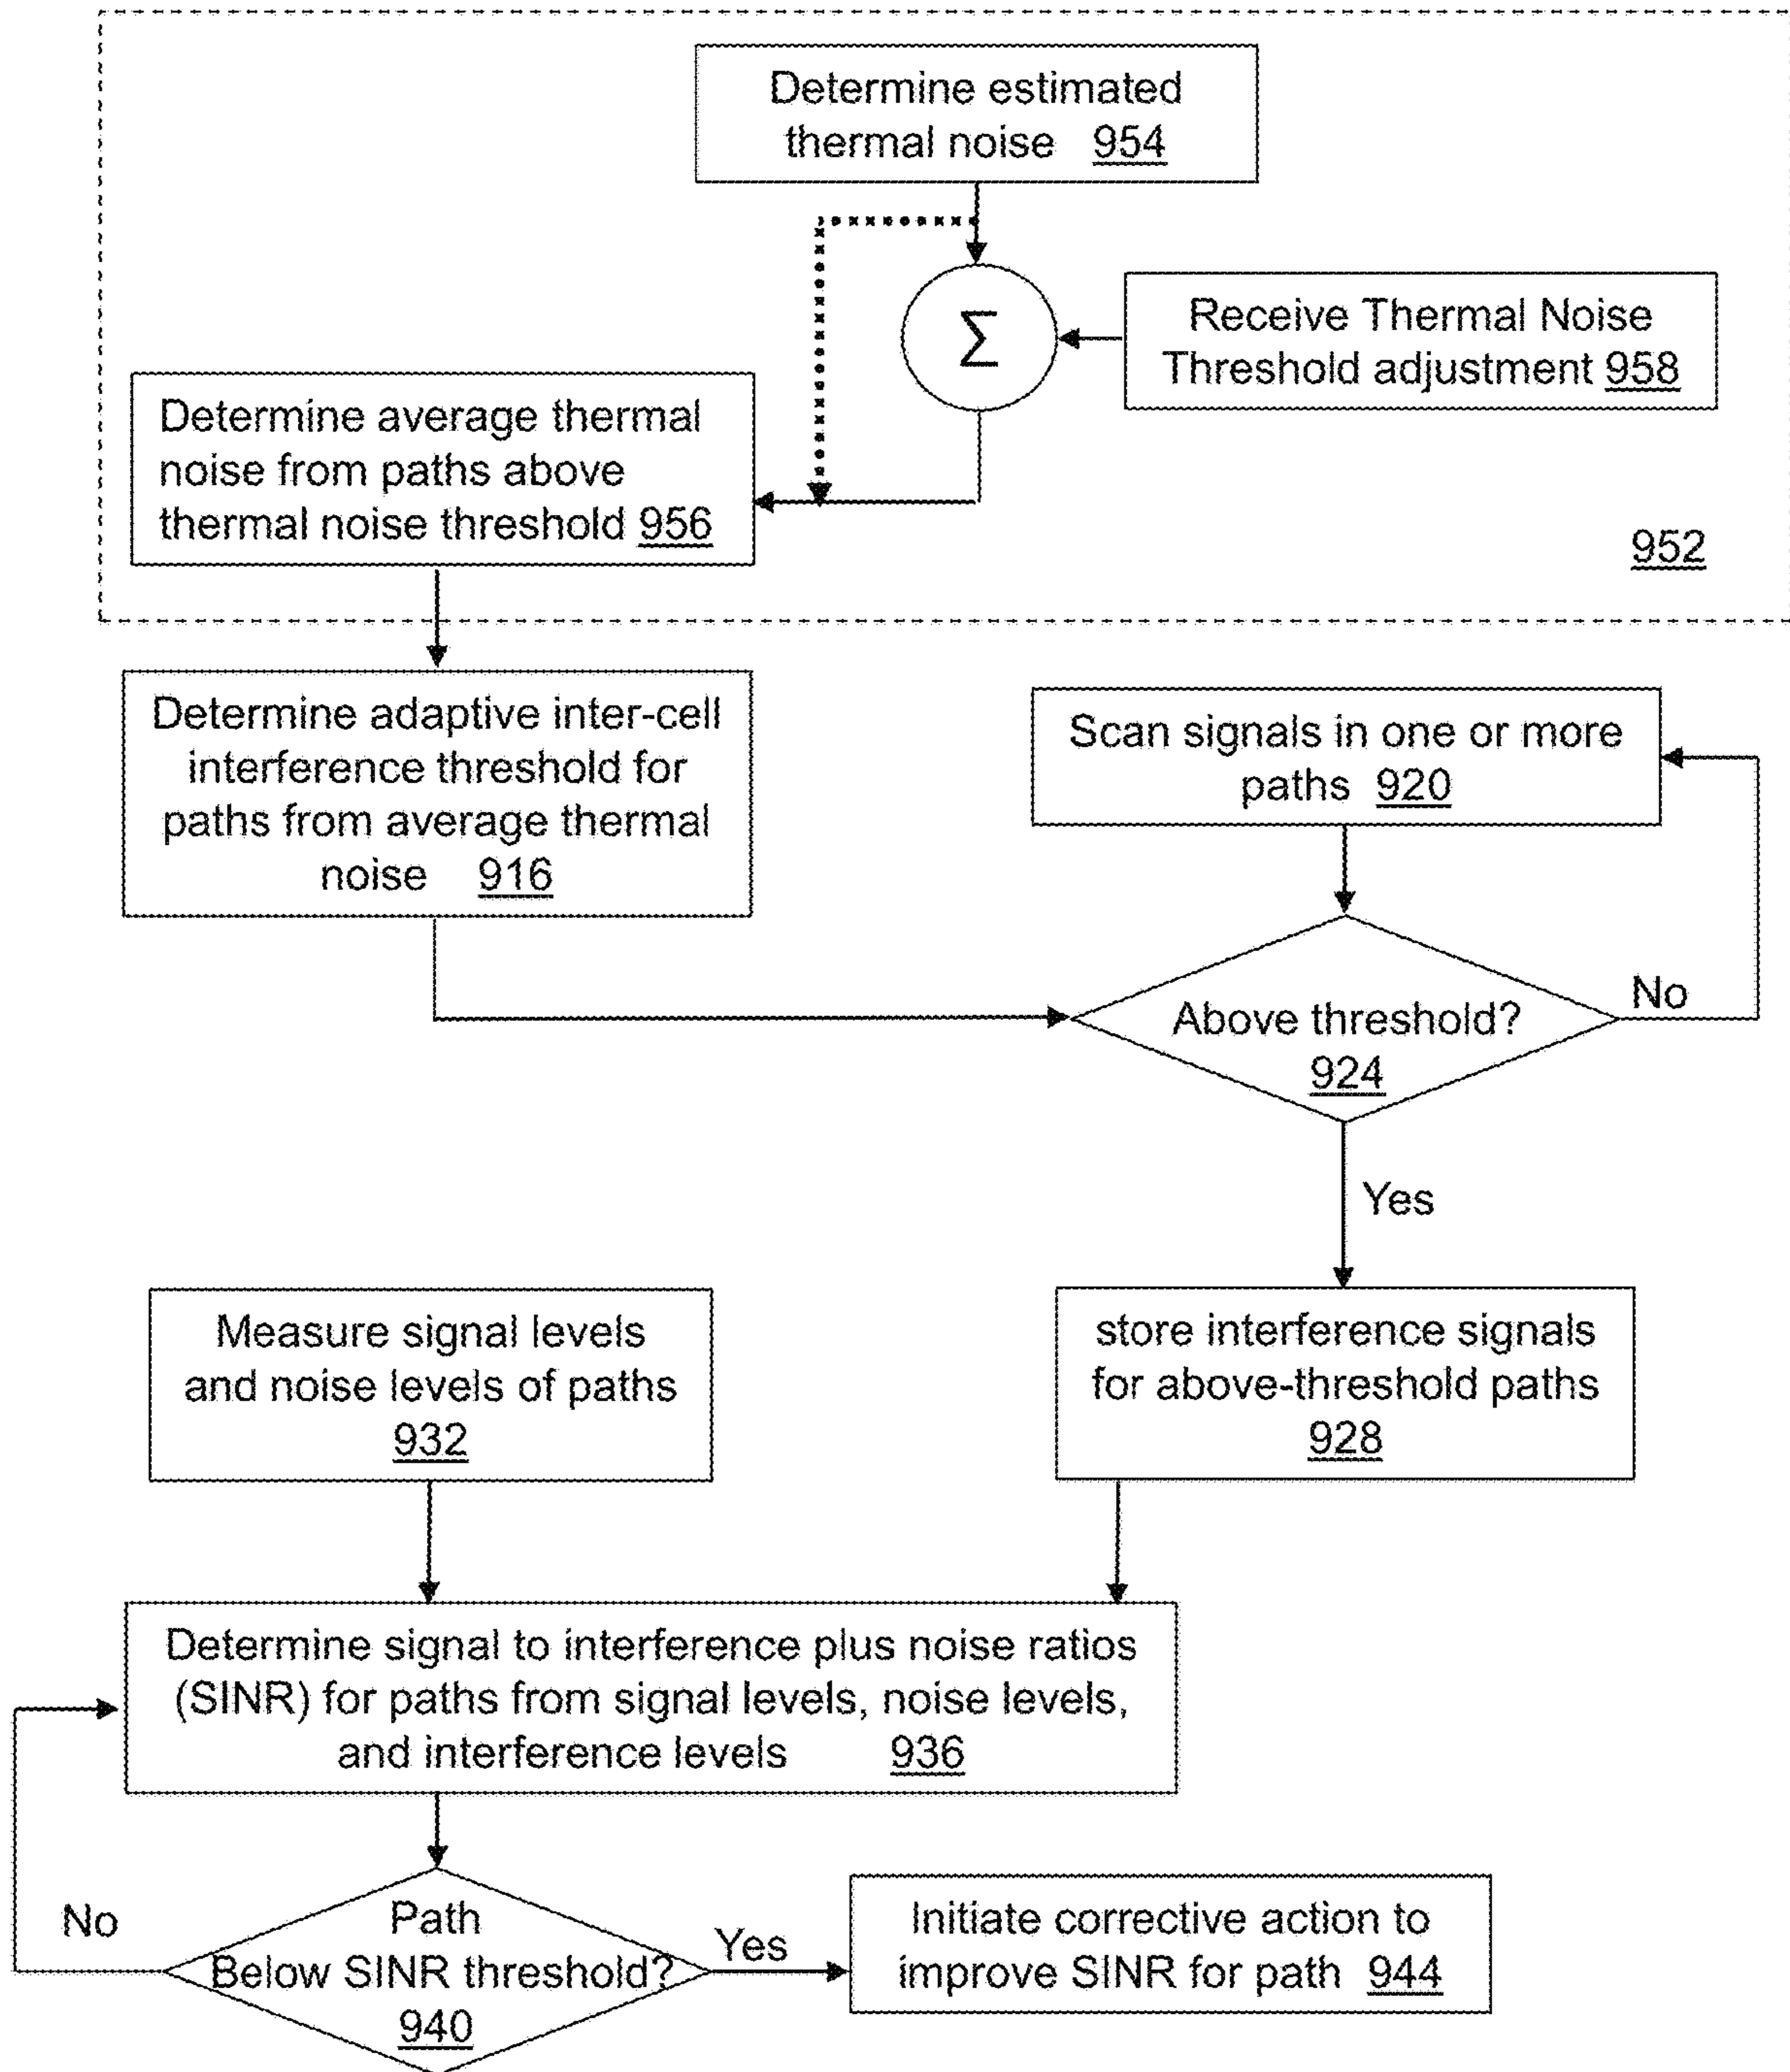 Determine estimated
thermal noise 954
Σ
Receive Thermal Noise
Threshold adjustment 958
Determine average thermal
noise from paths above
thermal noise threshold 956
952
Determine adaptive inter-cell
interference threshold for
paths from average thermal
noise 916
Scan signals in one or more
paths 920
Above threshold?
924
No
Yes
Measure signal levels
and noise levels of paths
932
store interference signals
for above-threshold paths
928
Determine signal to interference plus noise ratios
(SINR) for paths from signal levels, noise levels,
and interference levels 936
No
Path
Below SINR threshold?
940
Yes
Initiate corrective action to
improve SINR for path 944